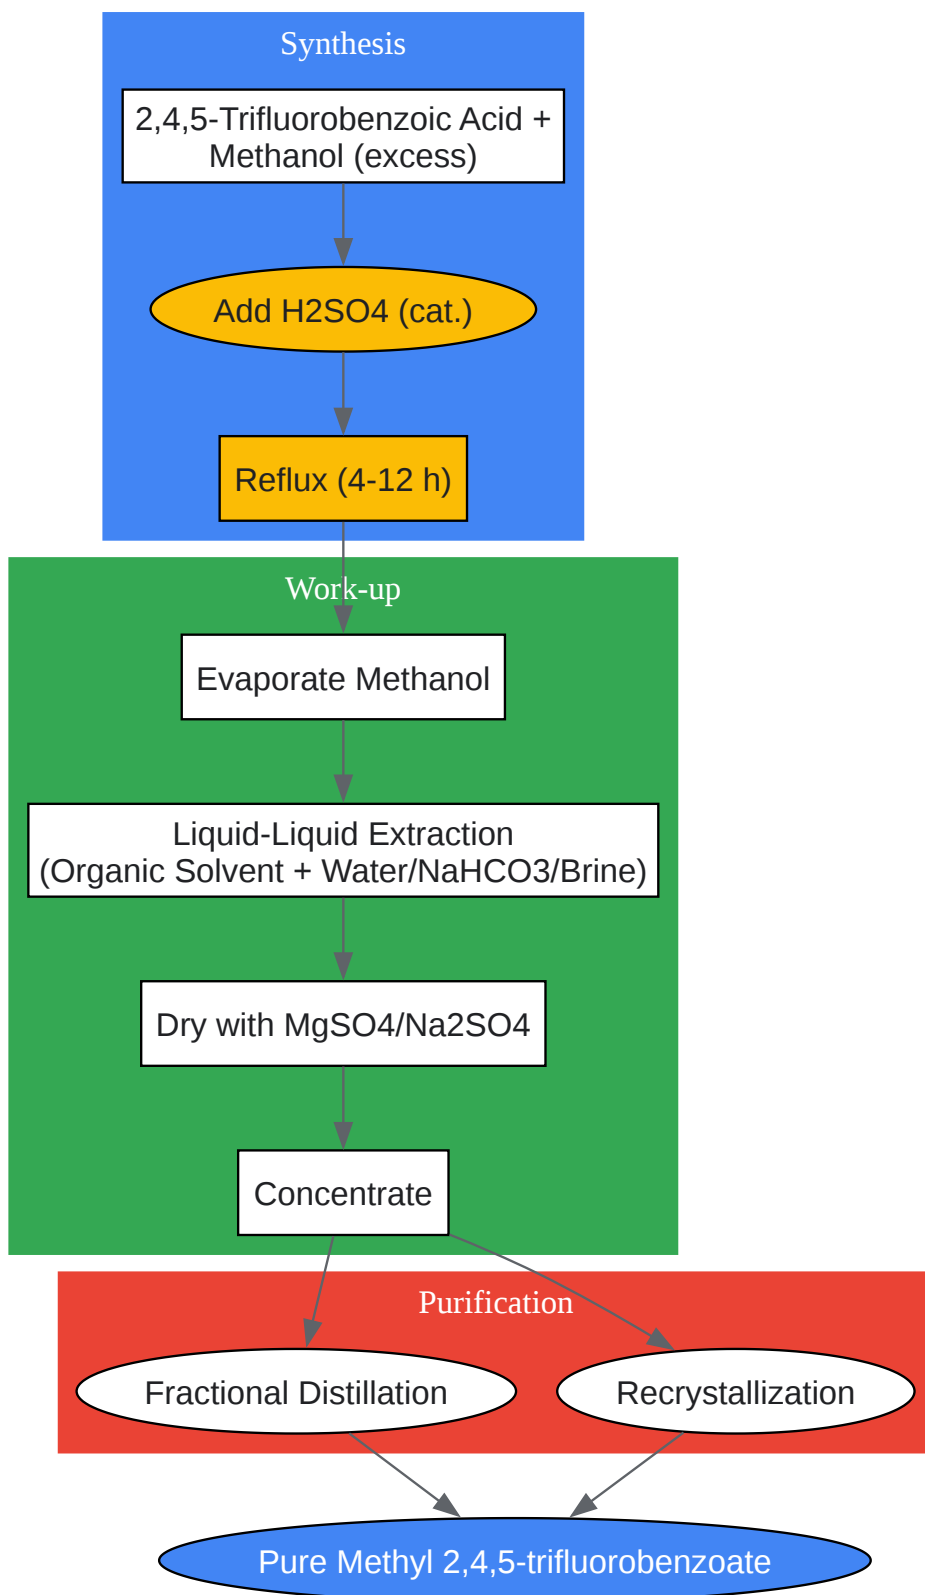 Synthesis
2,4,5-Trifluorobenzoic Acid +
Methanol (excess)
Add H2SO4 (cat.)
Reflux (4-12 h)
Work-up
Evaporate Methanol
Liquid-Liquid Extraction
(Organic Solvent + Water/NaHCO3/Brine)
Dry with MgSO4/Na2SO4
Concentrate
Purification
Fractional Distillation
Recrystallization
Pure Methyl 2,4,5-trifluorobenzoate